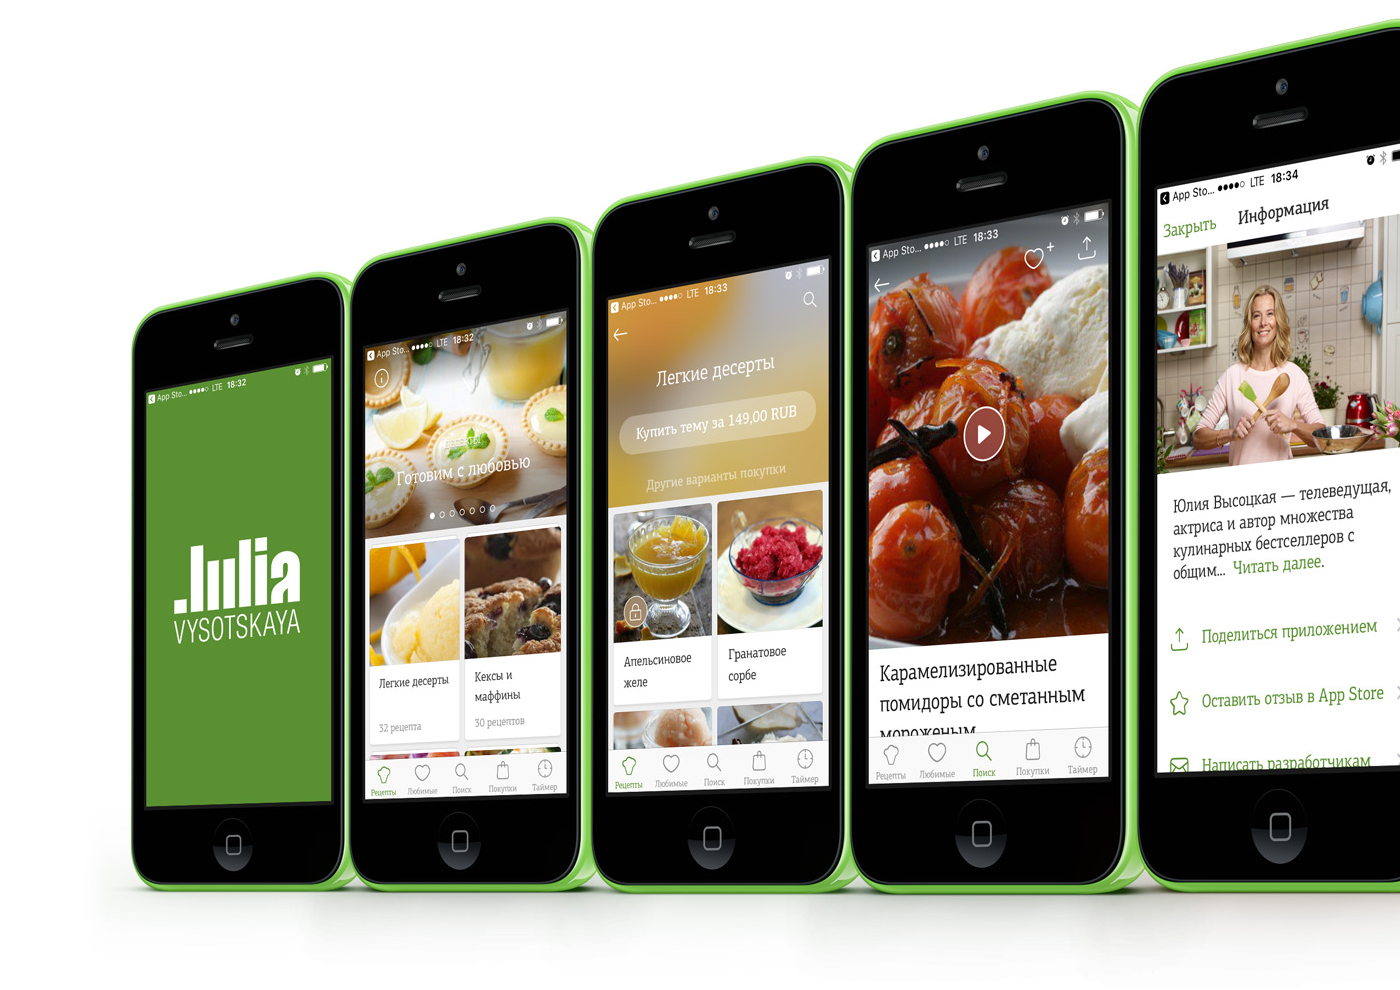 App Sto... LTE 18:32
Julia
VYSOTSKAYA
App Sto... LTE 18:32
Готовим с любовью
Легкие десерты
32 рецепта
Кексы и
маффины
30 рецептов
Рецепты Любимые Поиск Покупки Таймер
App Sto... LTE 18:33
Легкие десерты
Купить тему за 149,00 RUB
Другие варианты покупки
Апельсиновое
желе
Гранатовое
сорбе
Рецепты Любимые Поиск Покупки Таймер
App Sto... LTE 18:33
Карамелизированные
помидоры со сметанным
мороженым
Рецепты Любимые Поиск Покупки Таймер
App Sto... LTE 18:34
Закрыть Информация
Юлия Высоцкая — телеведущая,
актриса и автор множества
кулинарных бестселлеров с
общим... Читать далее.
Поделиться приложением
Оставить отзыв в App Store
Написать разработчикам